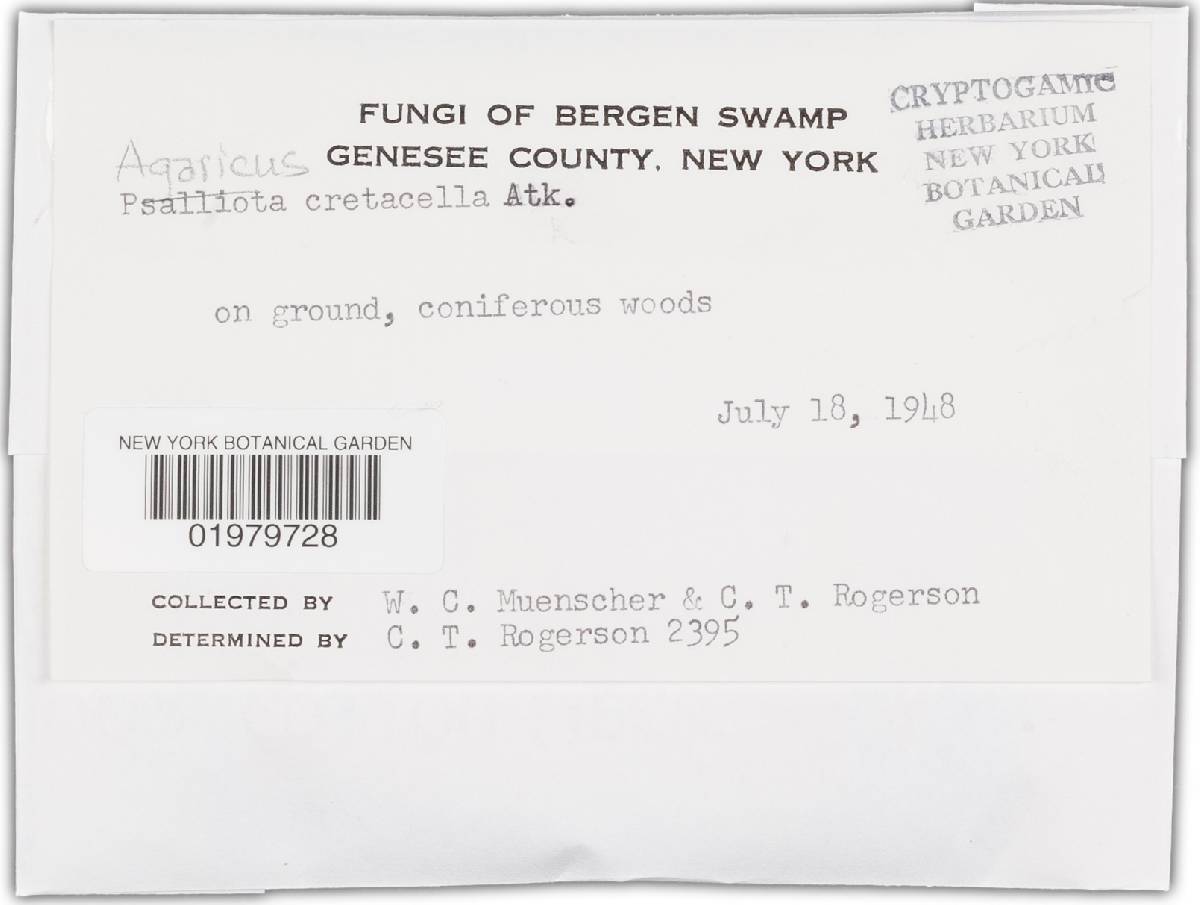 FUNGI OF BERGEN SWAMP
GENESEE COUNTY, NEW YORK
CRYPTOGAMIC
HERBARIUM
NEW YORK
BOTANICAL
GARDEN
Agaricus
Psalliota cretacella Atk.
on ground, coniferous woods
July 18, 1948
NEW YORK BOTANICAL GARDEN
01979728
COLLECTED BY W. C. Muenscher & C. T. Rogerson
DETERMINED BY C. T. Rogerson 2395